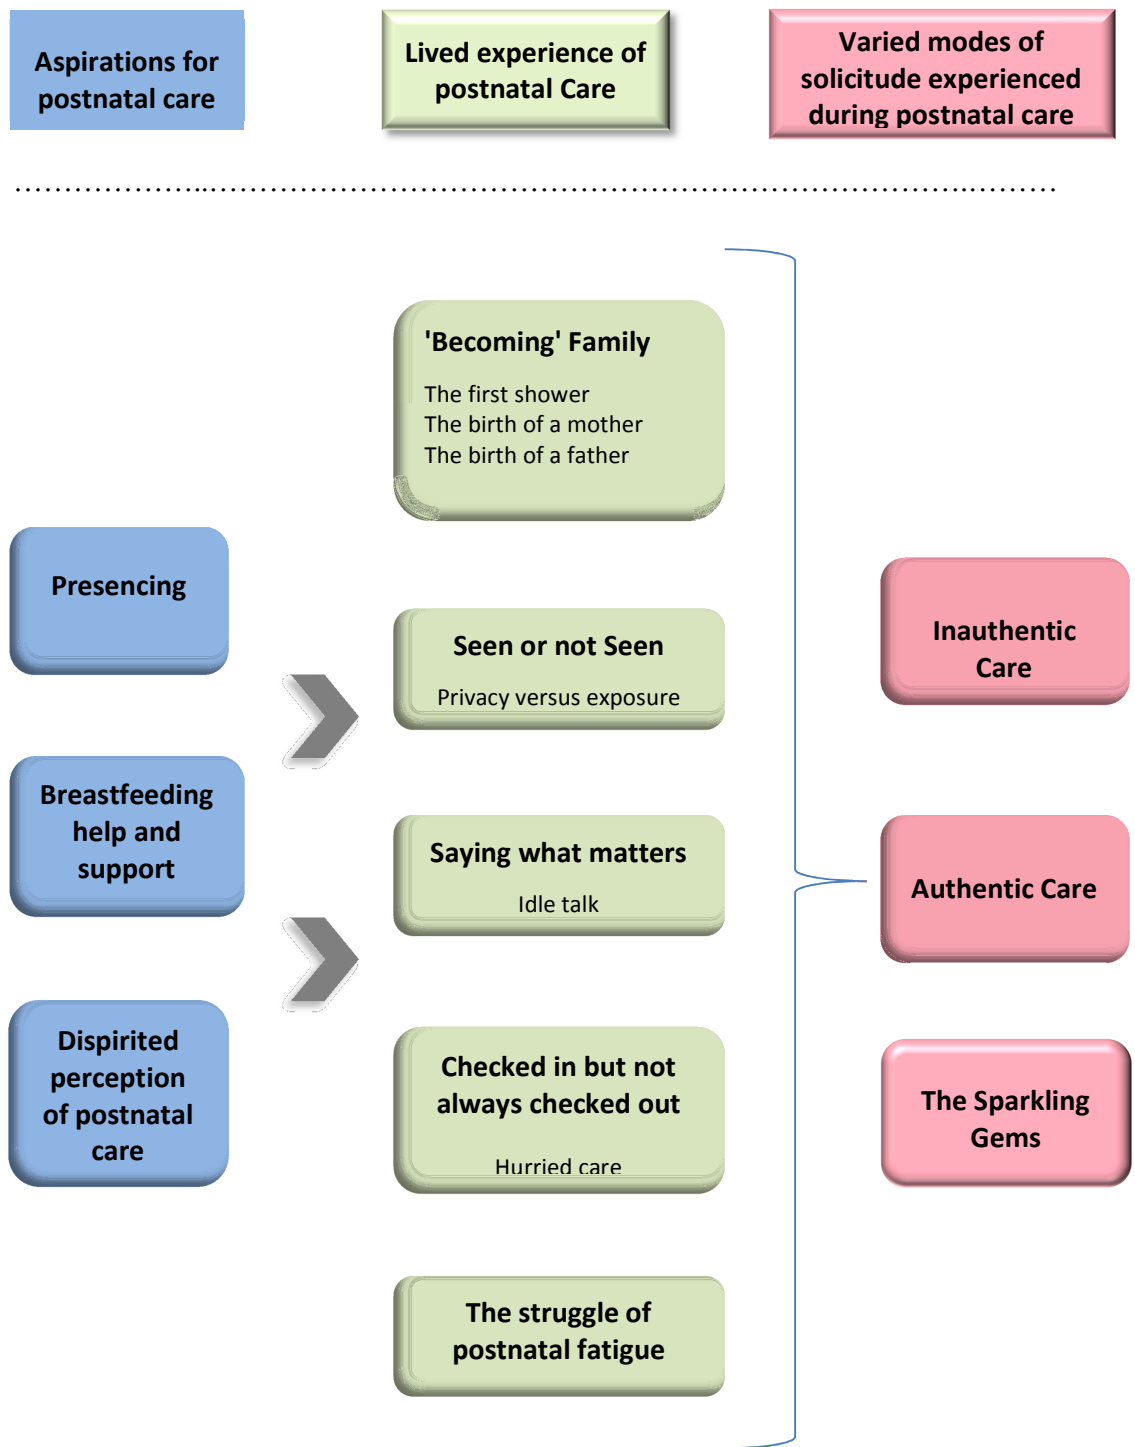 Aspirations for
postnatal care
Lived experience of
postnatal Care
Varied modes of
solicitude experienced
during postnatal care
'Becoming' Family
The first shower
The birth of a mother
The birth of a father
Presencing
Breastfeeding
help and
support
Dispirited
perception
of postnatal
care
Seen or not Seen
Privacy versus exposure
Saying what matters
Idle talk
Checked in but not
always checked out
Hurried care
The struggle of
postnatal fatigue
Inauthentic
Care
Authentic Care
The Sparkling
Gems